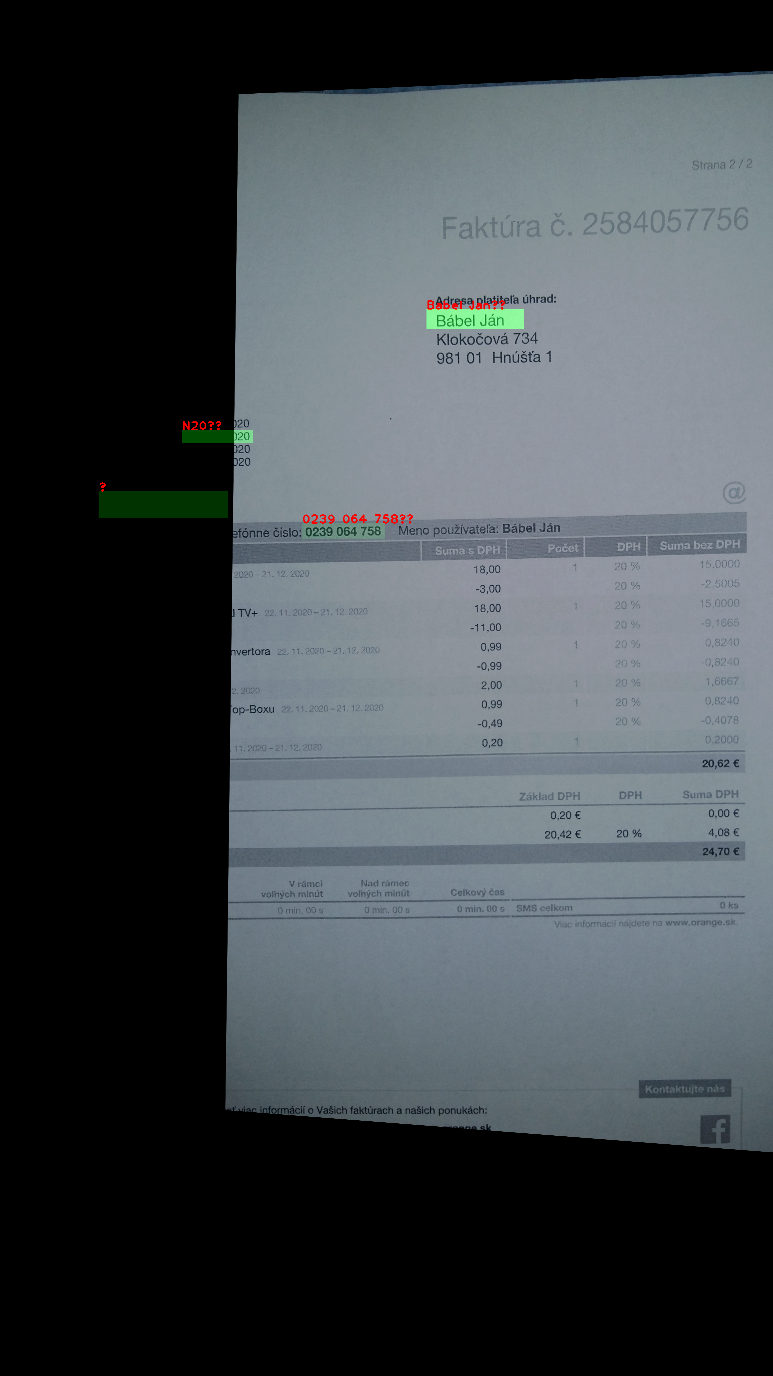 Strana 2 / 2
Faktúra č. 2584057756
Adresa platiteľa úhrad:
Babel Jan??
Bábel Ján
Klokočová 734
981 01 Hnúšťa 1
020
N20??
020
020
020
?
@
0239 064 758??
efónne číslo: 0239 064 758 Meno používateľa: Bábel Ján
Suma s DPH Počet DPH Suma bez DPH
2020 – 21. 12. 2020 18,00 1 20 % 15,0000
-3,00 20 % -2,5005
l TV+ 22. 11. 2020 – 21. 12. 2020 18,00 1 20 % 15,0000
-11,00 20 % -9,1665
nvertora 22. 11. 2020 – 21. 12. 2020 0,99 1 20 % 0,8240
-0,99 20 % -0,8240
2. 2020 2,00 1 20 % 1,6667
op-Boxu 22. 11. 2020 – 21. 12. 2020 0,99 1 20 % 0,8240
-0,49 20 % -0,4078
. 11. 2020 – 21. 12. 2020 0,20 1 0,2000
20,62 €
Základ DPH DPH Suma DPH
0,20 € 0,00 €
20,42 € 20 % 4,08 €
24,70 €
V rámci voľných minút Nad rámec voľných minút Celkový čas
0 min. 00 s 0 min. 00 s 0 min. 00 s SMS celkom 0 ks
Viac informácií nájdete na www.orange.sk.
Kontaktujte nás
viac informácií o Vašich faktúrach a našich ponukách: